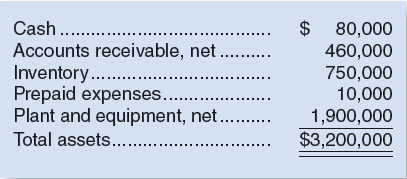 Cash ...................................... $ 80,000
Accounts receivable, net .......... 460,000
Inventory................................. 750,000
Prepaid expenses.................... 10,000
Plant and equipment, net.......... 1,900,000
Total assets............................. $3,200,000